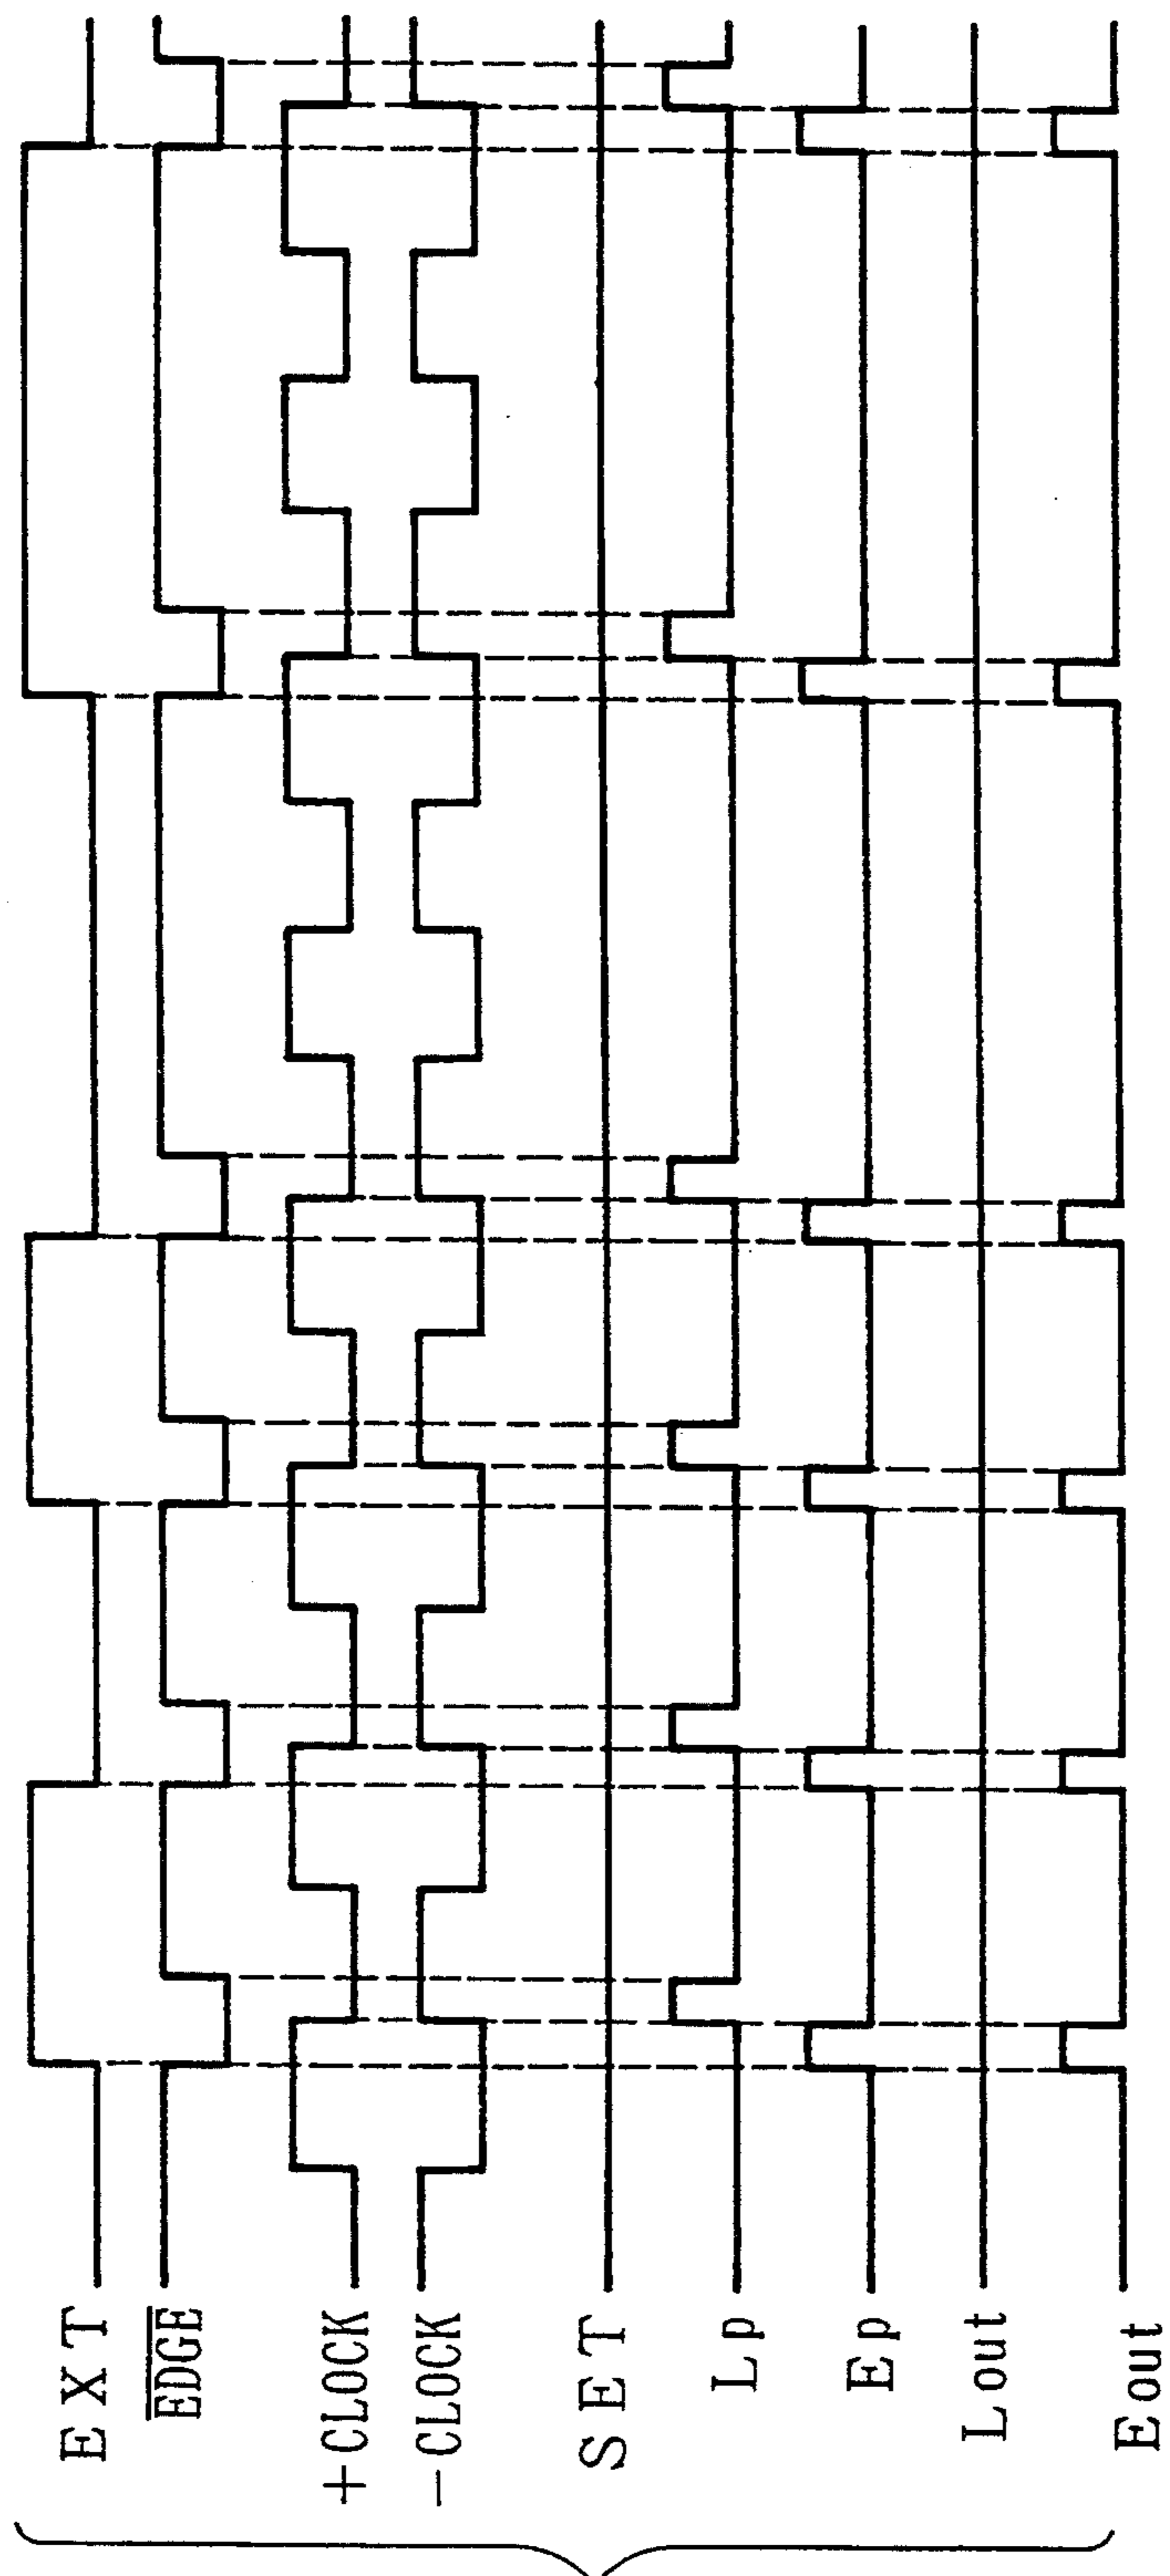 EXT
EDGE
+CLOCK
-CLOCK
SET
Lp
Ep
Lout
Eout